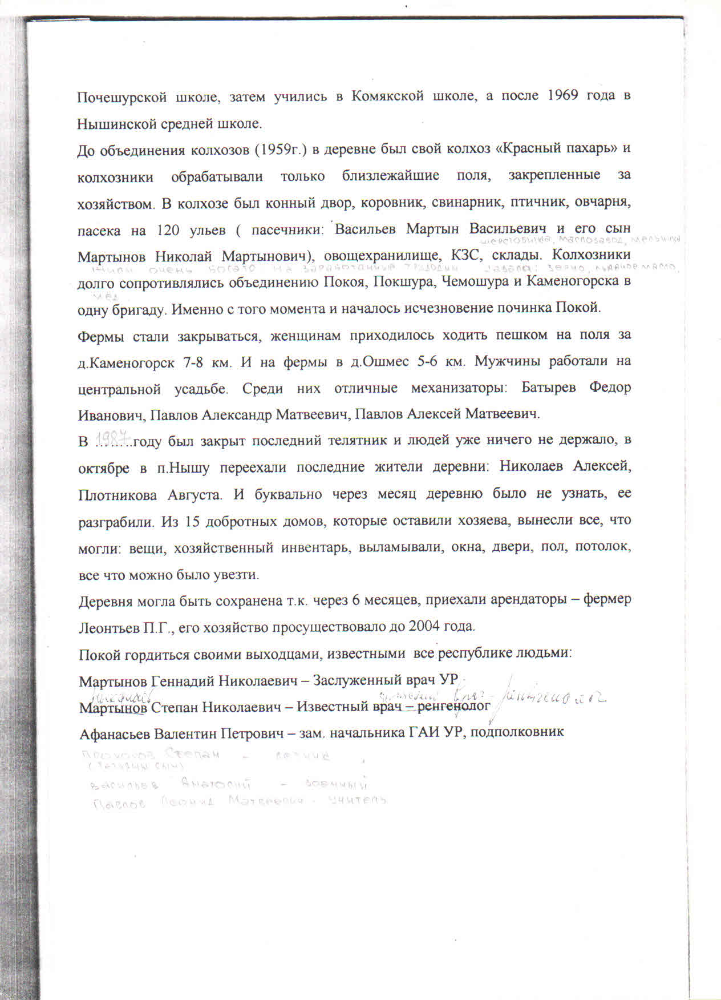 Почешурской школе, затем учились в Комякской школе, а после 1969 года в
Нышинской средней школе.
До объединения колхозов (1959г.) в деревне был свой колхоз «Красный пахарь» и
колхозники обрабатывали только близлежайшие поля, закрепленные за
хозяйством. В колхозе был конный двор, коровник, свинарник, птичник, овчарня,
пасека на 120 ульев ( пасечники: Васильев Мартын Васильевич и его сын
шерстобитка, маслозавод, мельница
Мартынов Николай Мартынович), овощехранилище, КЗС, склады. Колхозники
жили очень богато на заработанные трудодни давали: зерно, льняное масло,
долго сопротивлялись объединению Покоя, Покшура, Чемошура и Каменогорска в
мёд.
одну бригаду. Именно с того момента и началось исчезновение починка Покой.
Фермы стали закрываться, женщинам приходилось ходить пешком на поля за
д.Каменогорск 7-8 км. И на фермы в д.Ошмес 5-6 км. Мужчины работали на
центральной усадьбе. Среди них отличные механизаторы: Батырев Федор
Иванович, Павлов Александр Матвеевич, Павлов Алексей Матвеевич.
В ...1987...году был закрыт последний телятник и людей уже ничего не держало, в
октябре в п.Нышу переехали последние жители деревни: Николаев Алексей,
Плотникова Августа. И буквально через месяц деревню было не узнать, ее
разграбили. Из 15 добротных домов, которые оставили хозяева, вынесли все, что
могли: вещи, хозяйственный инвентарь, выламывали, окна, двери, пол, потолок,
все что можно было увезти.
Деревня могла быть сохранена т.к. через 6 месяцев, приехали арендаторы – фермер
Леонтьев П.Г., его хозяйство просуществовало до 2004 года.
Покой гордиться своими выходцами, известными все республике людьми:
Мартынов Геннадий Николаевич – Заслуженный врач УР
Николаев врач - рентгенолог
Мартынов Степан Николаевич – Известный врач – ренгенолог
Афанасьев Валентин Петрович – зам. начальника ГАИ УР, подполковник
Степан -
(Татьяны сын)
Васильев Анатолий - военный
Павлов Леонид Матвеевич - учитель